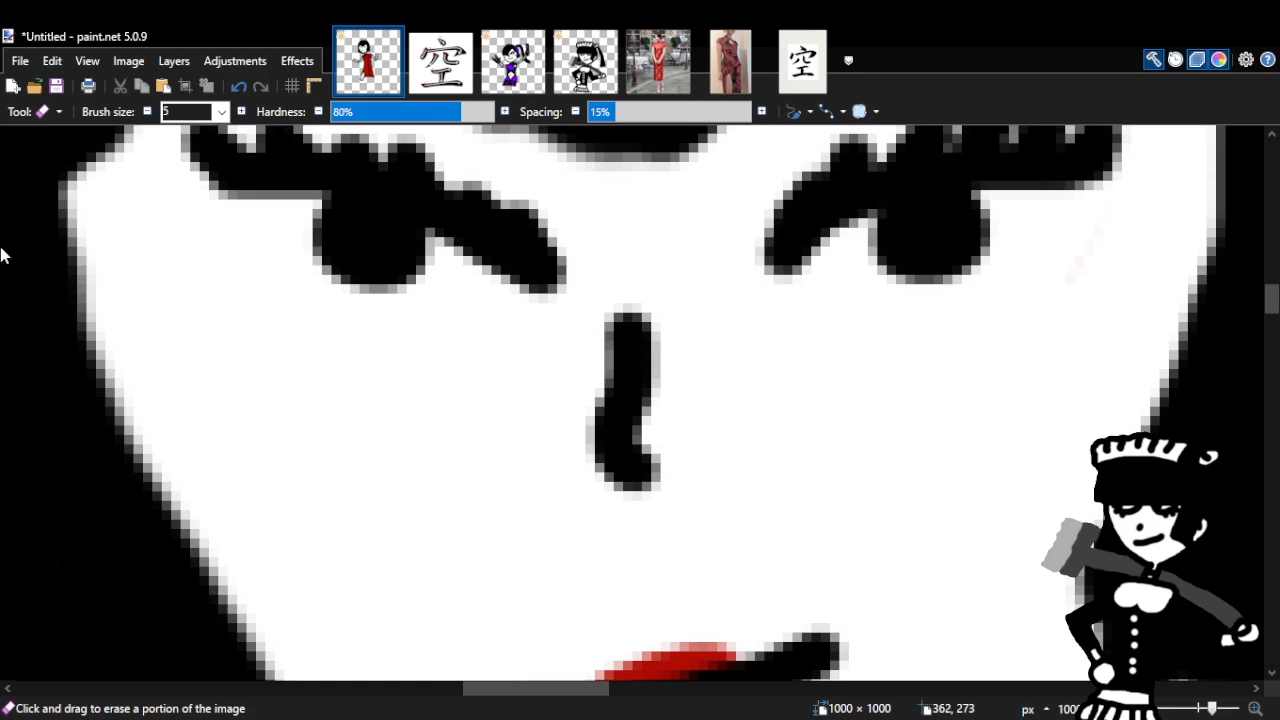 *Untitled - paint.net 5.0.9
File Edit View Image Layers Adjustments Effects
空
空
Tool: Brush size: 5 Hardness: 80% Spacing: 15%
Click and drag to erase a portion of the image
1000 × 1000
362, 273
px